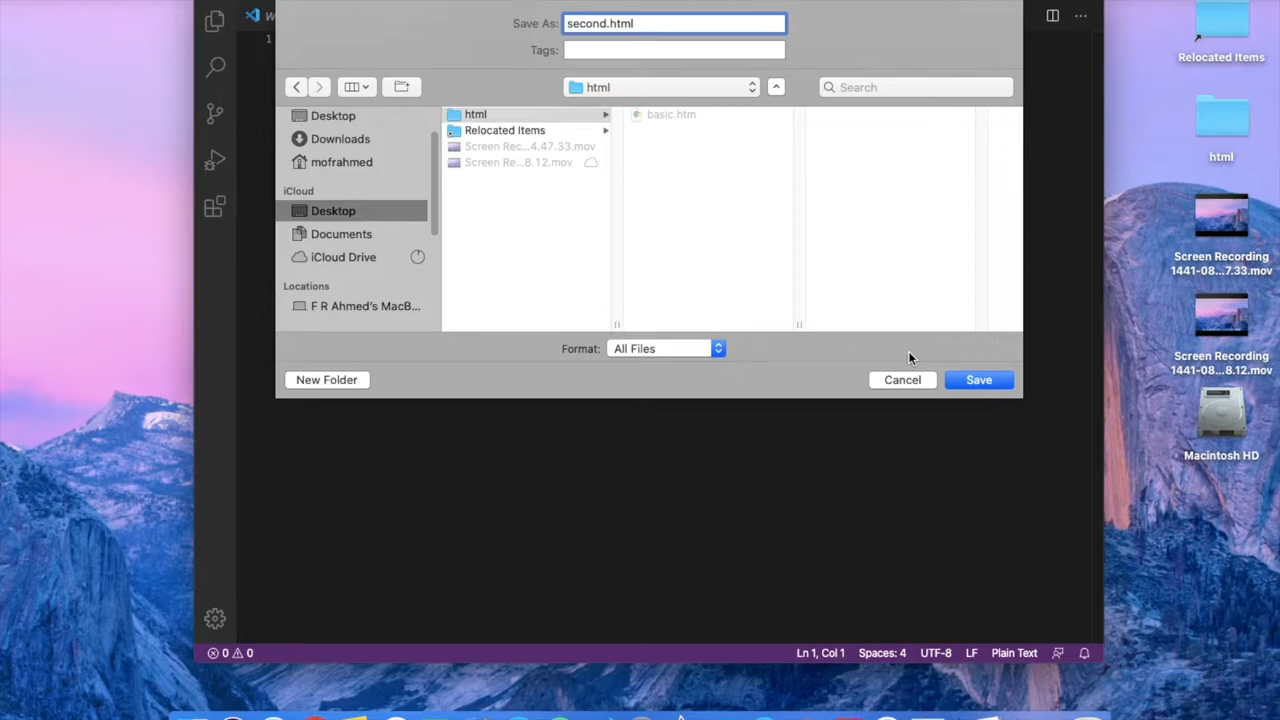 Save As: second.html
Tags:
html
Search
Desktop
Downloads
mofrahmed
iCloud
Desktop
Documents
iCloud Drive
Locations
F R Ahmed's MacB...
html
Relocated Items
Screen Rec...4.47.33.mov
Screen Re...8.12.mov
basic.htm
Format: All Files
New Folder
Cancel
Save
1
0 0
Ln 1, Col 1
Spaces: 4
UTF-8
LF
Plain Text
Relocated Items
html
Screen Recording
1441-08...7.33.mov
Screen Recording
1441-08...8.12.mov
Macintosh HD